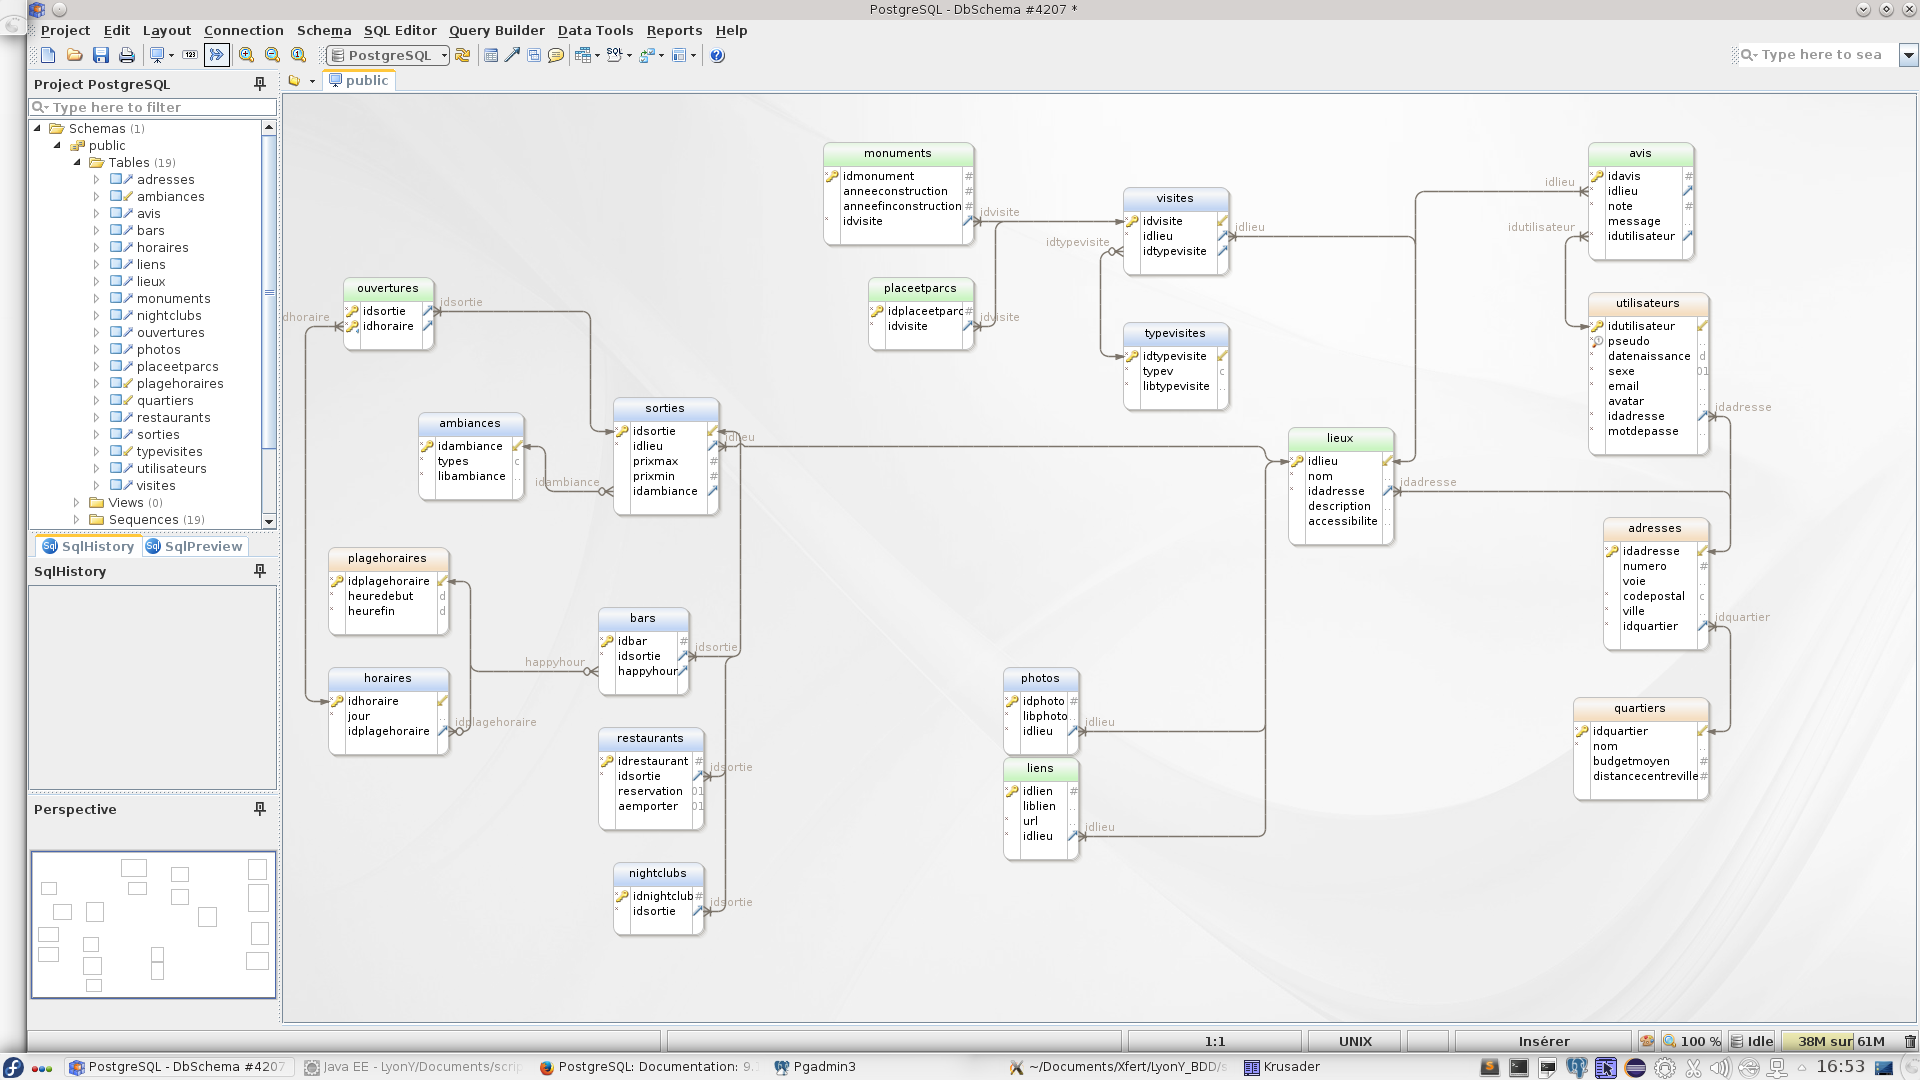 PostgreSQL - DbSchema #4207 *
Project Edit Layout Connection Schema SQL Editor Query Builder Data Tools Reports Help
123 PostgreSQL SQL Type here to sea
Project PostgreSQL
public
Type here to filter
Schemas (1)
public
Tables (19)
adresses
ambiances
avis
bars
horaires
liens
lieux
monuments
nightclubs
ouvertures
photos
placeetparcs
plagehoraires
quartiers
restaurants
sorties
typevisites
utilisateurs
visites
Views (0)
Sequences (19)
SqlHistory SqlPreview
SqlHistory
Perspective
monuments
idmonument #
anneeconstruction #
anneefinconstruction #
idvisite
idvisite
visites
idvisite
idlieu
idtypevisite
idlieu
idtypevisite
avis
idavis #
idlieu
note #
message
idutilisateur
idlieu
idutilisateur
ouvertures
idsortie
idhoraire
idsortie
dhoraire
placeetparcs
idplaceetparc #
idvisite
idvisite
typevisites
idtypevisite
typev c
libtypevisite
utilisateurs
idutilisateur
pseudo
datenaissance d
sexe 01
email
avatar
idadresse
motdepasse
idadresse
ambiances
idambiance
types c
libambiance
idambiance
sorties
idsortie
idlieu
prixmax #
prixmin #
idambiance
idlieu
lieux
idlieu
nom
idadresse
description
accessibilite
idadresse
adresses
idadresse
numero #
voie
codepostal c
ville
idquartier
idquartier
plagehoraires
idplagehoraire
heuredebut d
heurefin d
bars
idbar #
idsortie
happyhour
idsortie
happyhour
horaires
idhoraire
jour
idplagehoraire
idplagehoraire
photos
idphoto #
libphoto
idlieu
idlieu
quartiers
idquartier
nom
budgetmoyen #
distancecentreville #
restaurants
idrestaurant #
idsortie
reservation 01
aemporter 01
idsortie
liens
idlien #
liblien
url
idlieu
idlieu
nightclubs
idnightclub #
idsortie
idsortie
1:1 UNIX Insérer 100 % Idle 38M sur 61M
PostgreSQL - DbSchema #4207 Java EE - LyonY/Documents/scrip PostgreSQL: Documentation: 9. Pgadmin3 ~/Documents/Xfert/LyonY_BDD/s Krusader 16:53